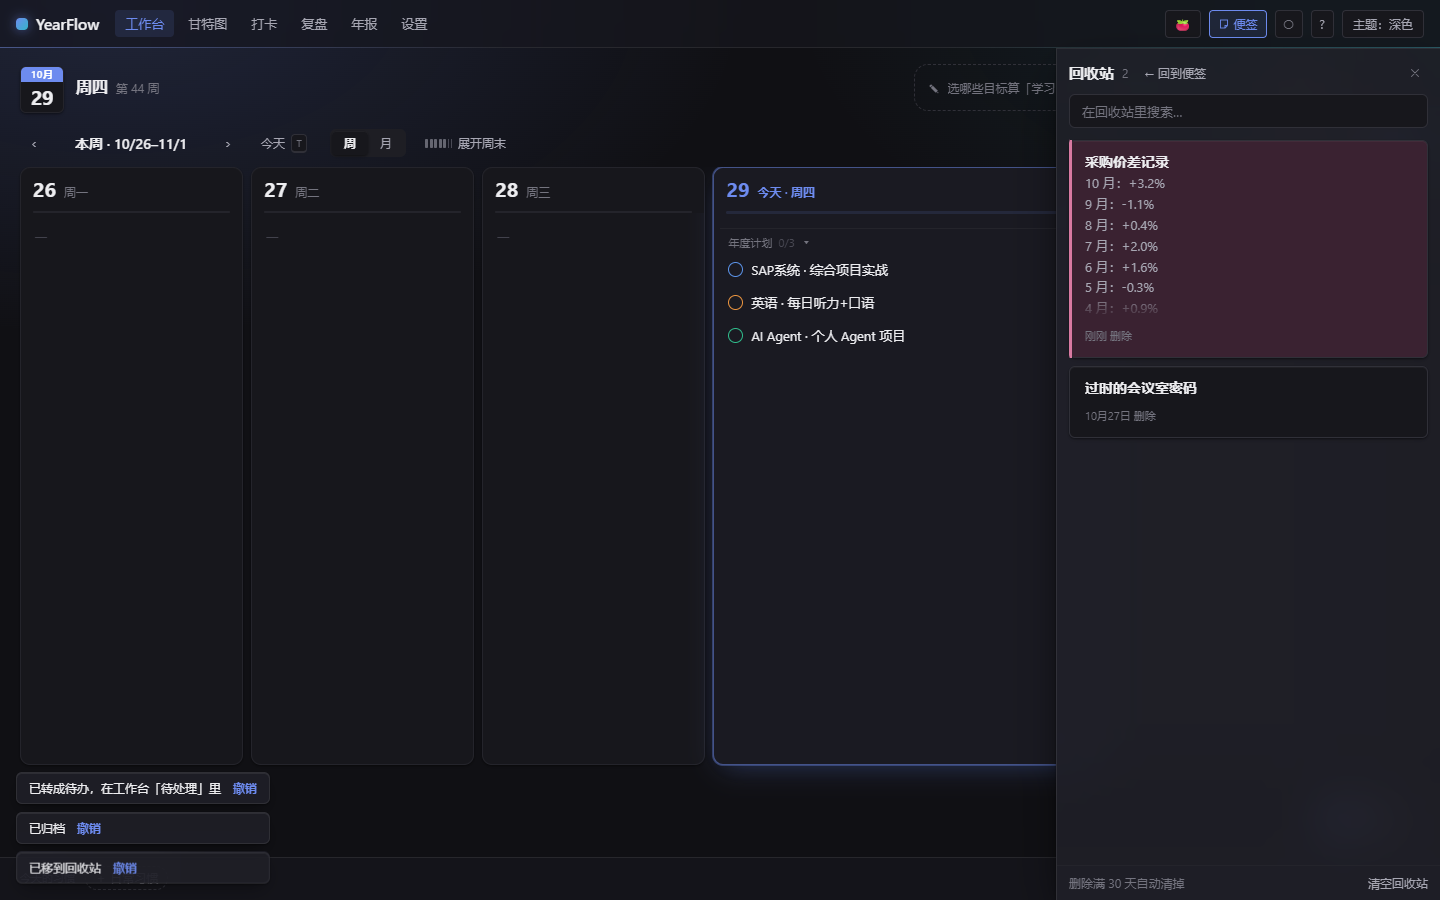 YearFlow 工作台 甘特图 打卡 复盘 年报 设置 便签 ? 主题：深色
10月
29
周四 第 44 周
选哪些目标算「学习
‹ 本周 · 10/26–11/1 › 今天 T 周 月 展开周末
26 周一
—
27 周二
—
28 周三
—
29 今天 · 周四
年度计划 0/3
SAP系统 · 综合项目实战
英语 · 每日听力+口语
AI Agent · 个人 Agent 项目
回收站 2 ← 回到便签 ×
在回收站里搜索...
采购价差记录
10 月：+3.2%
9 月：-1.1%
8 月：+0.4%
7 月：+2.0%
6 月：+1.6%
5 月：-0.3%
4 月：+0.9%
刚刚 删除
过时的会议室密码
10月27日 删除
删除满 30 天自动清掉 清空回收站
已转成待办，在工作台「待处理」里 撤销
已归档 撤销
已移到回收站 撤销